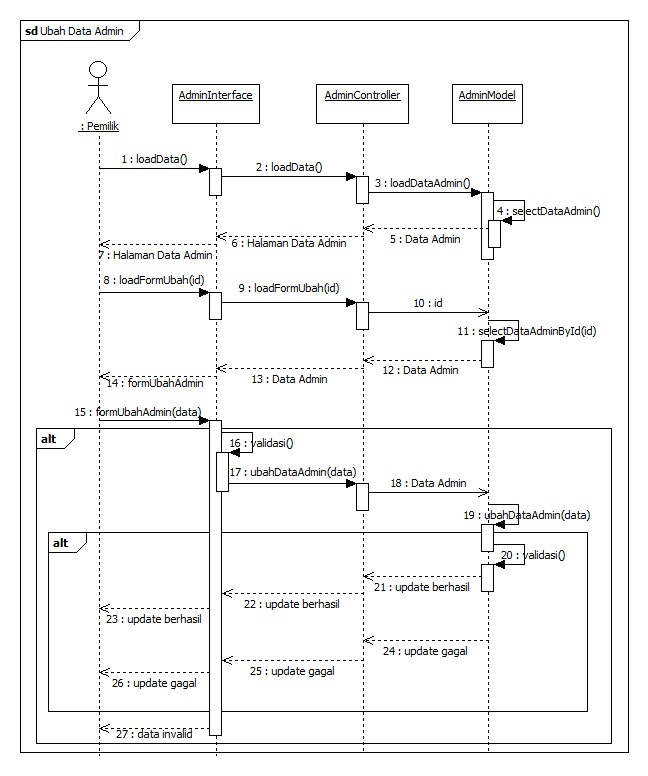 sd Ubah Data Admin
: Pemilik
AdminInterface
AdminController
AdminModel
1 : loadData()
2 : loadData()
3 : loadDataAdmin()
4 : selectDataAdmin()
5 : Data Admin
6 : Halaman Data Admin
7 : Halaman Data Admin
8 : loadFormUbah(id)
9 : loadFormUbah(id)
10 : id
11 : selectDataAdminById(id)
12 : Data Admin
13 : Data Admin
14 : formUbahAdmin
15 : formUbahAdmin(data)
alt
16 : validasi()
17 : ubahDataAdmin(data)
18 : Data Admin
19 : ubahDataAdmin(data)
alt
20 : validasi()
21 : update berhasil
22 : update berhasil
23 : update berhasil
24 : update gagal
25 : update gagal
26 : update gagal
27 : data invalid